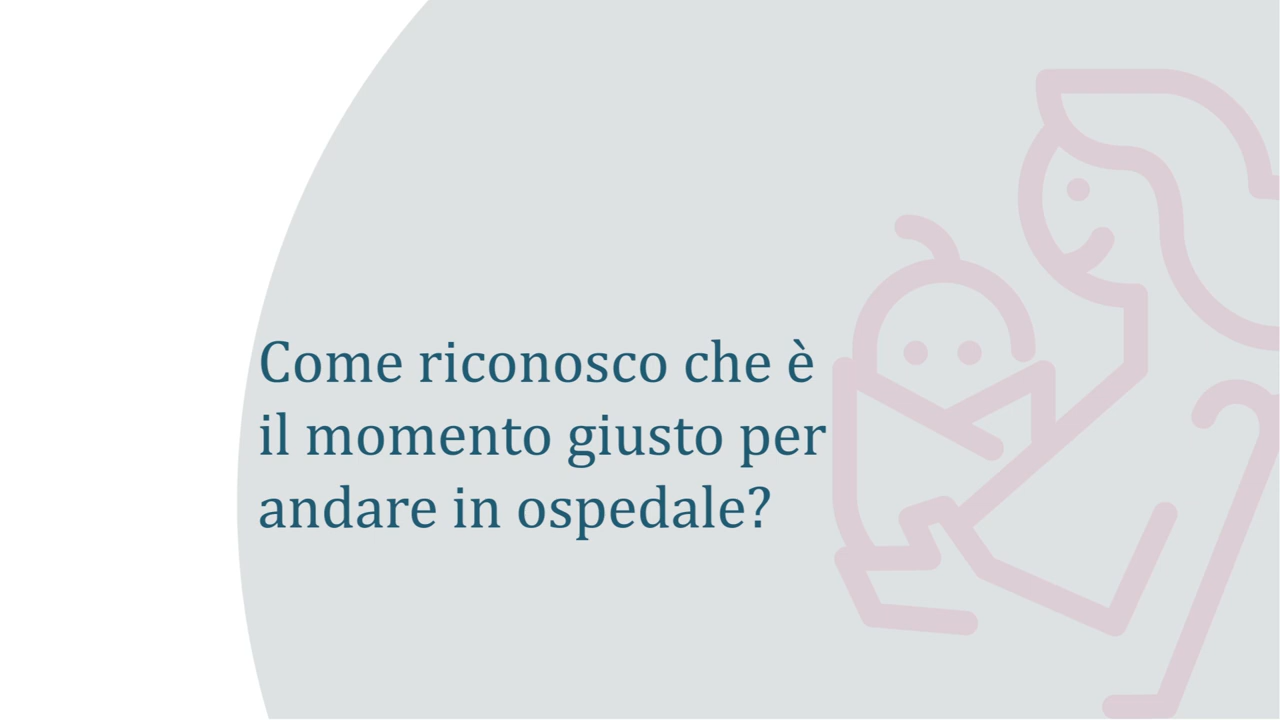 Come riconosco che è
il momento giusto per
andare in ospedale?